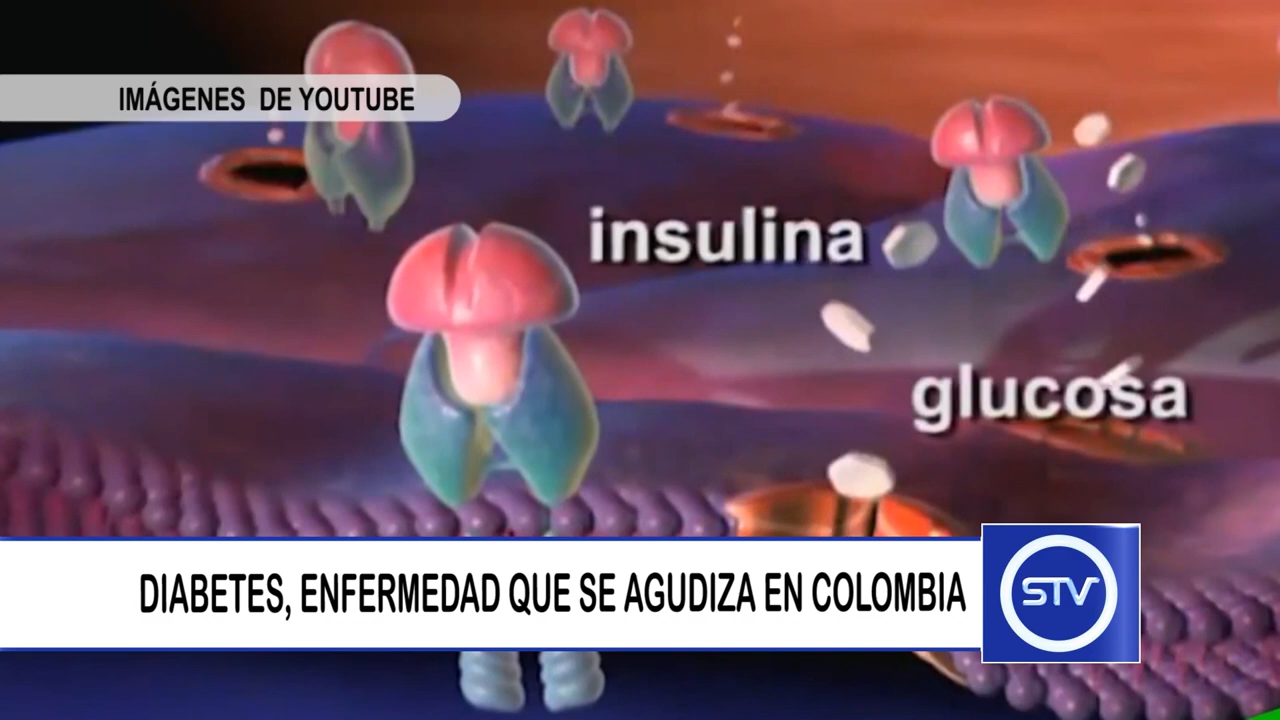 IMÁGENES DE YOUTUBE
insulina
glucosa
DIABETES, ENFERMEDAD QUE SE AGUDIZA EN COLOMBIA
STV